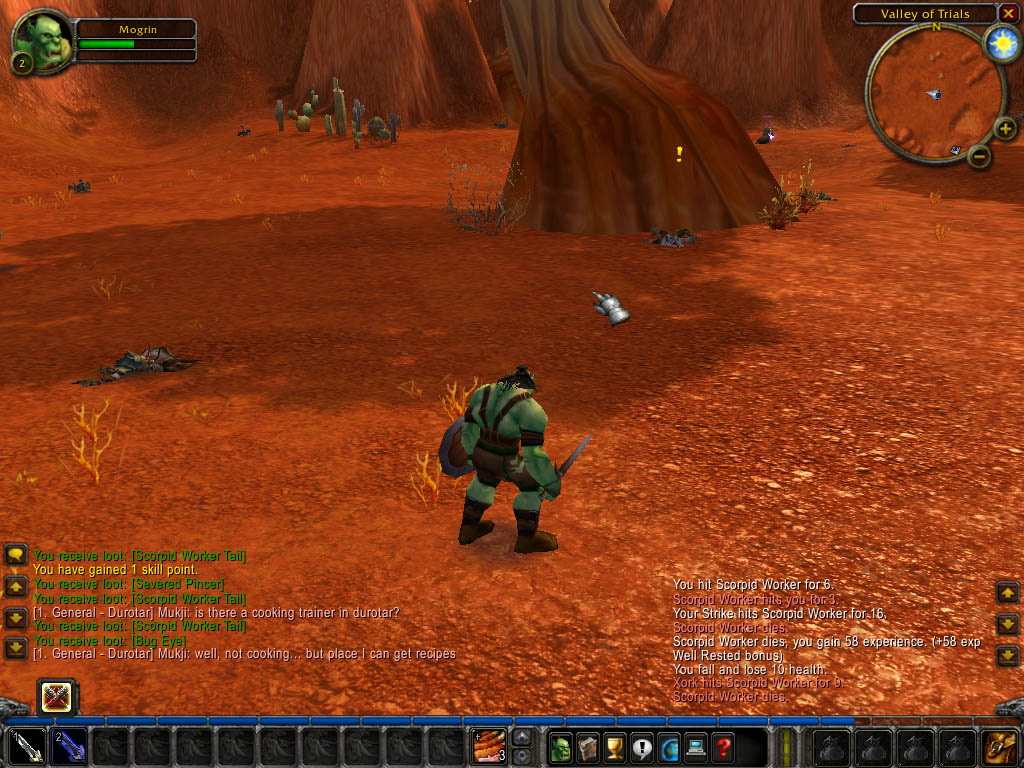 Mogrin
2
Valley of Trials
N
You receive loot: [Scorpid Worker Tail]
You have gained 1 skill point.
You receive loot: [Severed Pincer]
You receive loot: [Scorpid Worker Tail]
[1. General - Durotar] Mukji: is there a cooking trainer in durotar?
You receive loot: [Scorpid Worker Tail]
You receive loot: [Bug Eye]
[1. General - Durotar] Mukji: well, not cooking... but place I can get recipes
You hit Scorpid Worker for 6.
Scorpid Worker hits you for 3.
Your Strike hits Scorpid Worker for 16.
Scorpid Worker dies.
Scorpid Worker dies, you gain 58 experience. (+58 exp
Well Rested bonus)
You fall and lose 10 health.
Xork hits Scorpid Worker for 9.
Scorpid Worker dies.
1
2
3